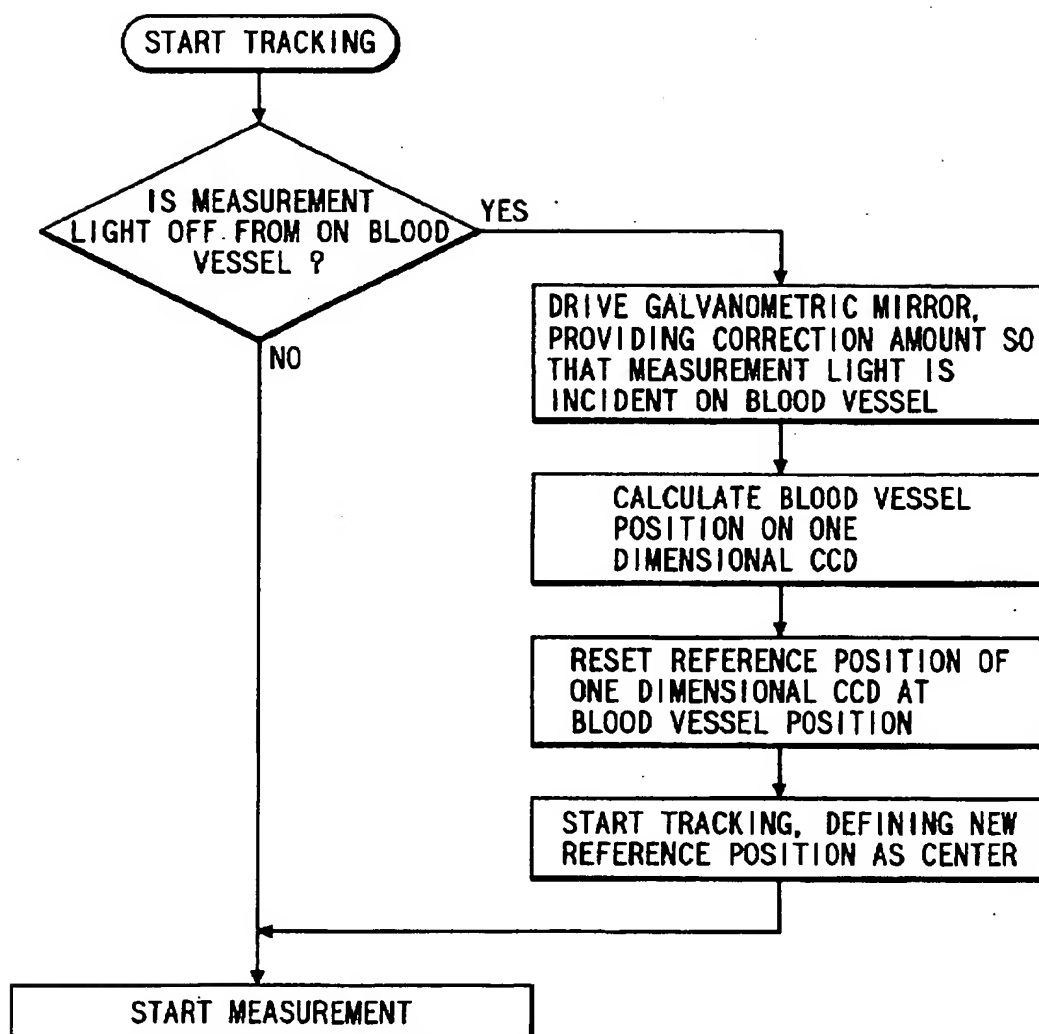 START TRACKING
IS MEASUREMENT
LIGHT OFF FROM ON BLOOD
VESSEL ?
YES
NO
DRIVE GALVANOMETRIC MIRROR,
PROVIDING CORRECTION AMOUNT SO
THAT MEASUREMENT LIGHT IS
INCIDENT ON BLOOD VESSEL
CALCULATE BLOOD VESSEL
POSITION ON ONE
DIMENSIONAL CCD
RESET REFERENCE POSITION OF
ONE DIMENSIONAL CCD AT
BLOOD VESSEL POSITION
START TRACKING, DEFINING NEW
REFERENCE POSITION AS CENTER
START MEASUREMENT